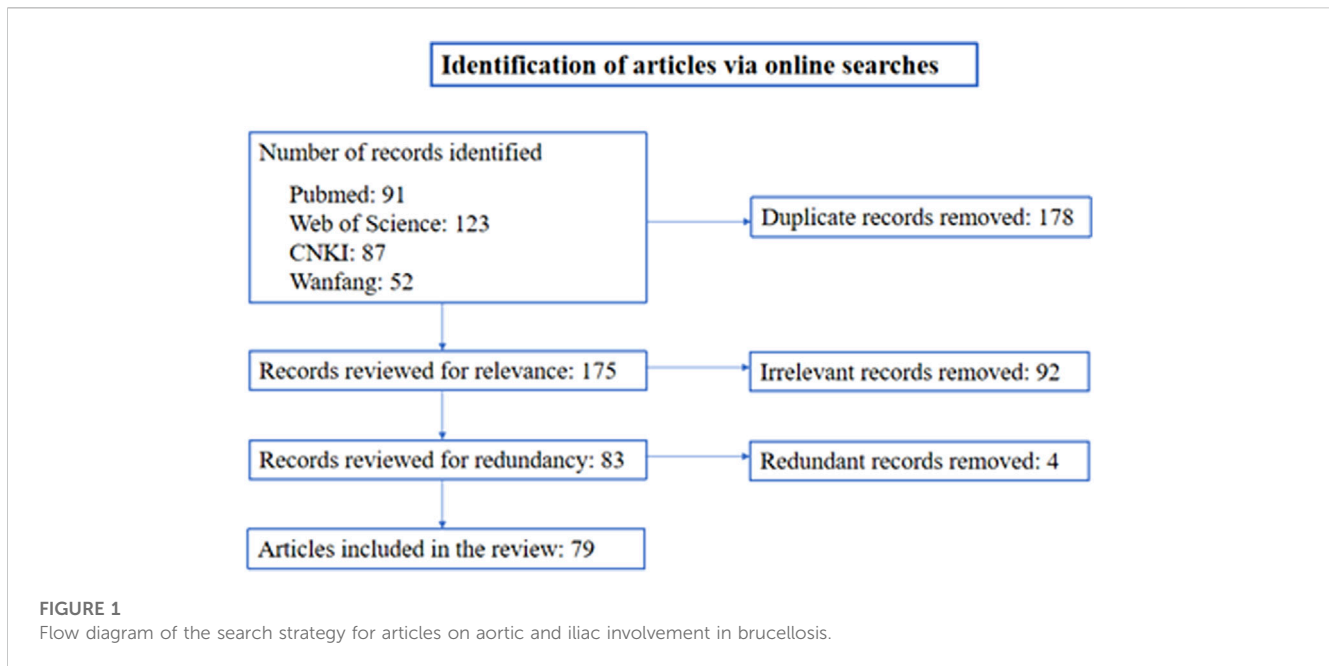 Identification of articles via online searches
Number of records identified
Pubmed: 91
Web of Science: 123
CNKI: 87
Wanfang: 52
Duplicate records removed: 178
Records reviewed for relevance: 175
Irrelevant records removed: 92
Records reviewed for redundancy: 83
Redundant records removed: 4
Articles included in the review: 79
FIGURE 1
Flow diagram of the search strategy for articles on aortic and iliac involvement in brucellosis.